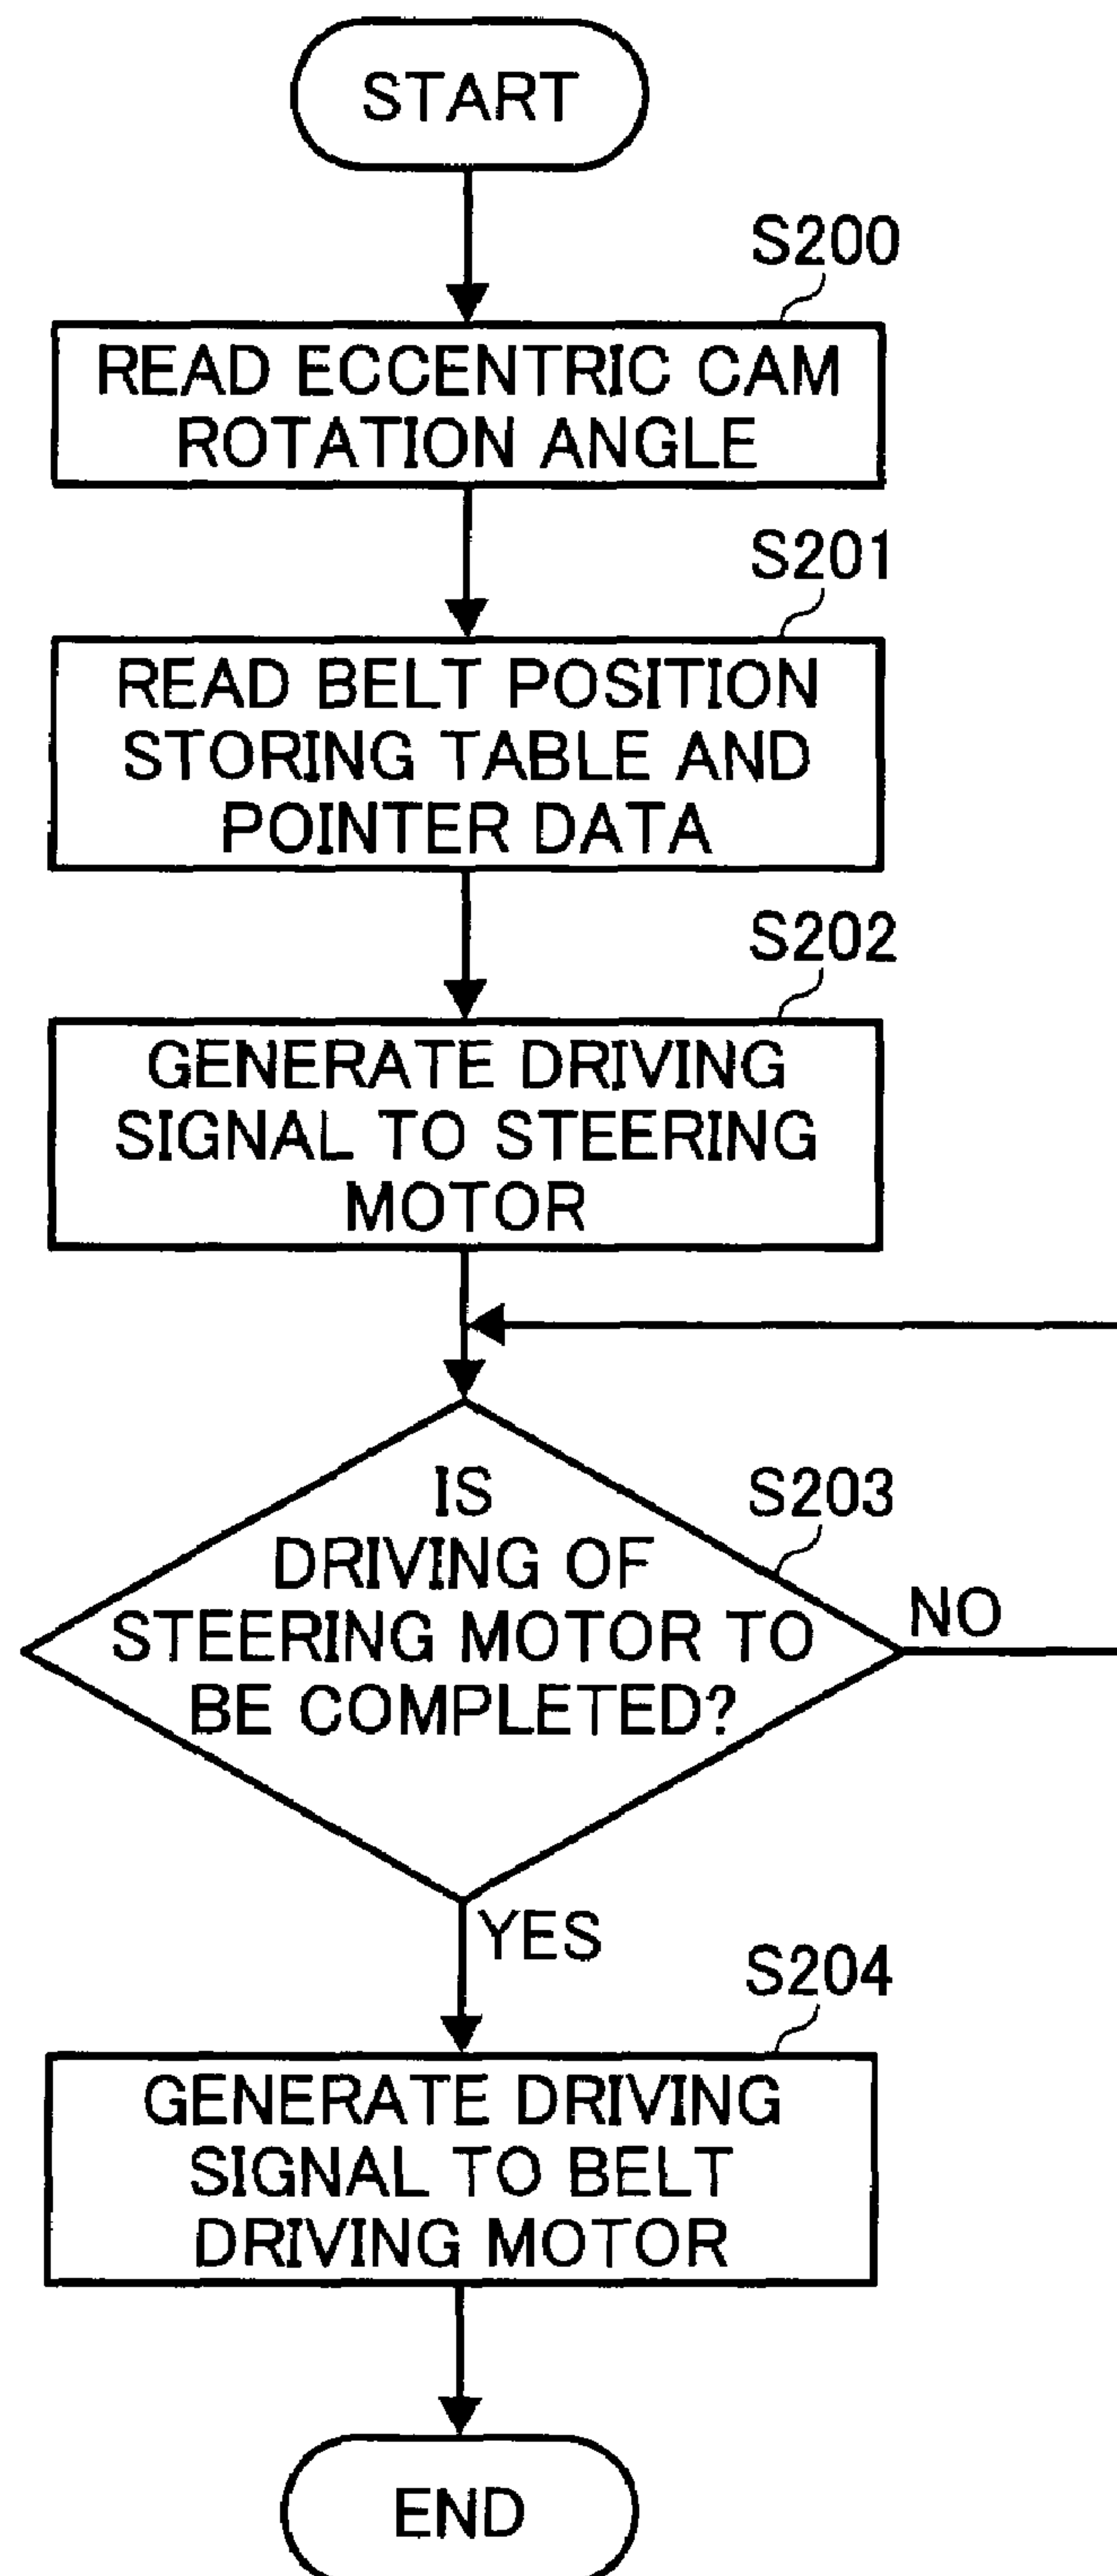 START
S200
READ ECCENTRIC CAM
ROTATION ANGLE
S201
READ BELT POSITION
STORING TABLE AND
POINTER DATA
S202
GENERATE DRIVING
SIGNAL TO STEERING
MOTOR
S203
IS
DRIVING OF
STEERING MOTOR TO
BE COMPLETED?
NO
YES
S204
GENERATE DRIVING
SIGNAL TO BELT
DRIVING MOTOR
END